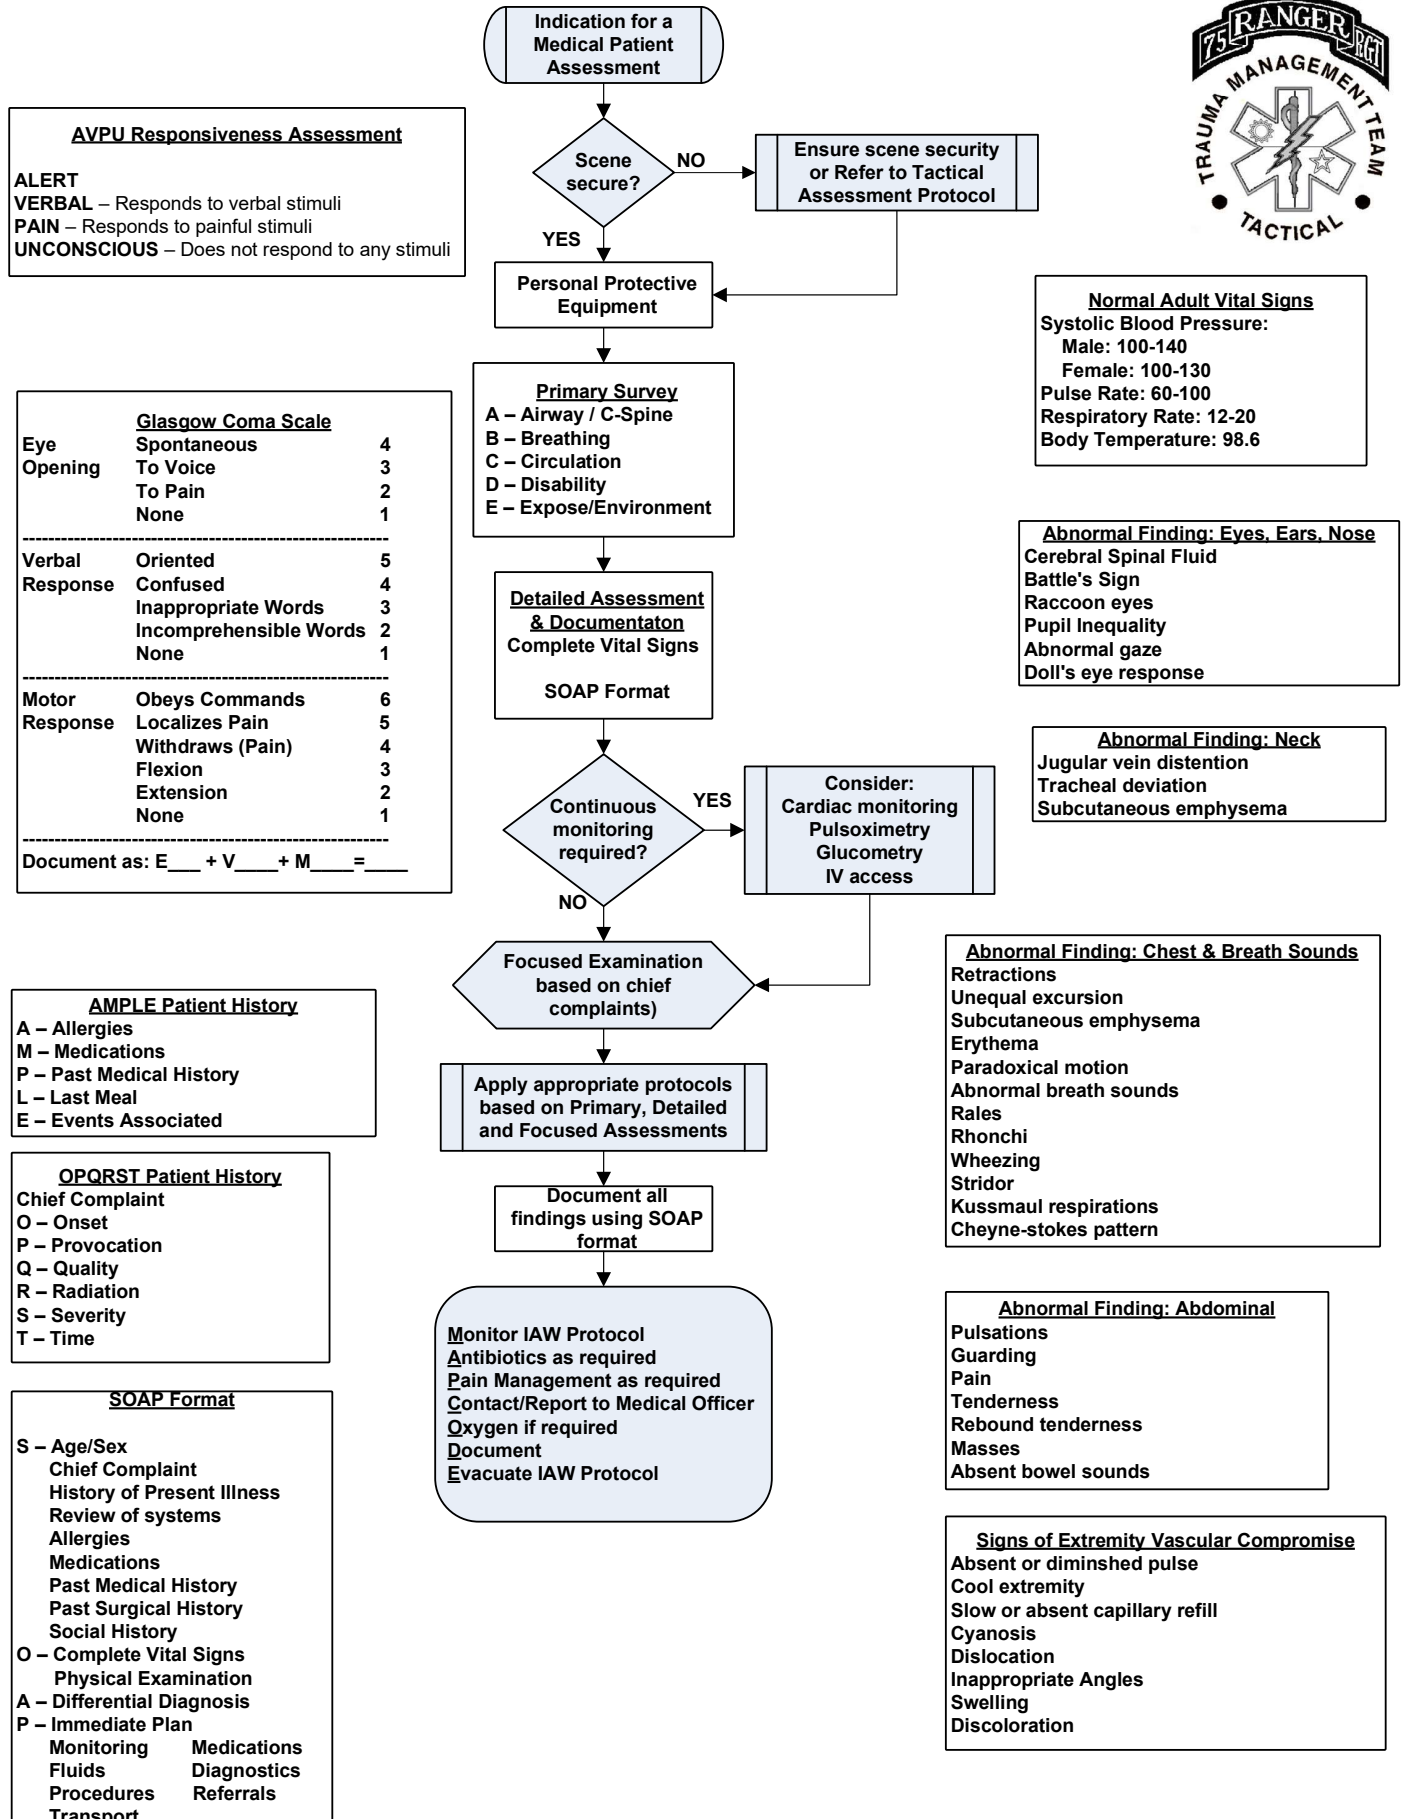 Indication for a
Medical Patient
Assessment
75 RANGER RGT
TRAUMA MANAGEMENT TEAM
TACTICAL
AVPU Responsiveness Assessment
ALERT
VERBAL – Responds to verbal stimuli
PAIN – Responds to painful stimuli
UNCONSCIOUS – Does not respond to any stimuli
Scene
secure?
NO
Ensure scene security
or Refer to Tactical
Assessment Protocol
YES
Personal Protective
Equipment
Normal Adult Vital Signs
Systolic Blood Pressure:
Male: 100-140
Female: 100-130
Pulse Rate: 60-100
Respiratory Rate: 12-20
Body Temperature: 98.6
Primary Survey
A – Airway / C-Spine
B – Breathing
C – Circulation
D – Disability
E – Expose/Environment
Glasgow Coma Scale
Eye Spontaneous 4
Opening To Voice 3
To Pain 2
None 1
Verbal Oriented 5
Response Confused 4
Inappropriate Words 3
Incomprehensible Words 2
None 1
Motor Obeys Commands 6
Response Localizes Pain 5
Withdraws (Pain) 4
Flexion 3
Extension 2
None 1
Document as: E___ + V____+ M____=____
Detailed Assessment
& Documentaton
Complete Vital Signs
SOAP Format
Abnormal Finding: Eyes, Ears, Nose
Cerebral Spinal Fluid
Battle's Sign
Raccoon eyes
Pupil Inequality
Abnormal gaze
Doll's eye response
Abnormal Finding: Neck
Jugular vein distention
Tracheal deviation
Subcutaneous emphysema
Continuous
monitoring
required?
YES
Consider:
Cardiac monitoring
Pulsoximetry
Glucometry
IV access
NO
Focused Examination
based on chief
complaints)
Abnormal Finding: Chest & Breath Sounds
Retractions
Unequal excursion
Subcutaneous emphysema
Erythema
Paradoxical motion
Abnormal breath sounds
Rales
Rhonchi
Wheezing
Stridor
Kussmaul respirations
Cheyne-stokes pattern
AMPLE Patient History
A – Allergies
M – Medications
P – Past Medical History
L – Last Meal
E – Events Associated
Apply appropriate protocols
based on Primary, Detailed
and Focused Assessments
OPQRST Patient History
Chief Complaint
O – Onset
P – Provocation
Q – Quality
R – Radiation
S – Severity
T – Time
Document all
findings using SOAP
format
Monitor IAW Protocol
Antibiotics as required
Pain Management as required
Contact/Report to Medical Officer
Oxygen if required
Document
Evacuate IAW Protocol
Abnormal Finding: Abdominal
Pulsations
Guarding
Pain
Tenderness
Rebound tenderness
Masses
Absent bowel sounds
SOAP Format
S – Age/Sex
Chief Complaint
History of Present Illness
Review of systems
Allergies
Medications
Past Medical History
Past Surgical History
Social History
O – Complete Vital Signs
Physical Examination
A – Differential Diagnosis
P – Immediate Plan
Monitoring Medications
Fluids Diagnostics
Procedures Referrals
Transport
Signs of Extremity Vascular Compromise
Absent or diminshed pulse
Cool extremity
Slow or absent capillary refill
Cyanosis
Dislocation
Inappropriate Angles
Swelling
Discoloration